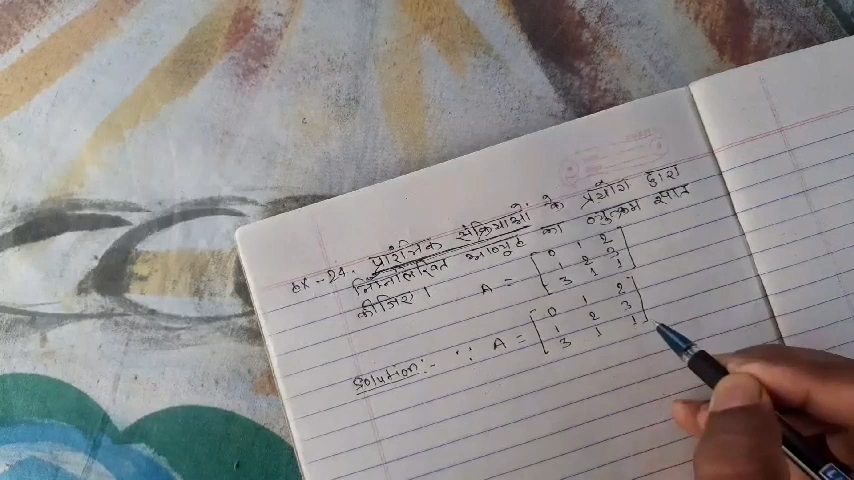 Ex-24. प्रारंभिक संक्रियाओं के प्रयोग द्वारा
निम्नलिखित आव्यूह का व्युत्क्रम ज्ञात
कीजिए। A = [0 1 2
1 2 3
3 1 1]
Solution:- ∵ A = [0 1 2
1 2 3
3 1 1]